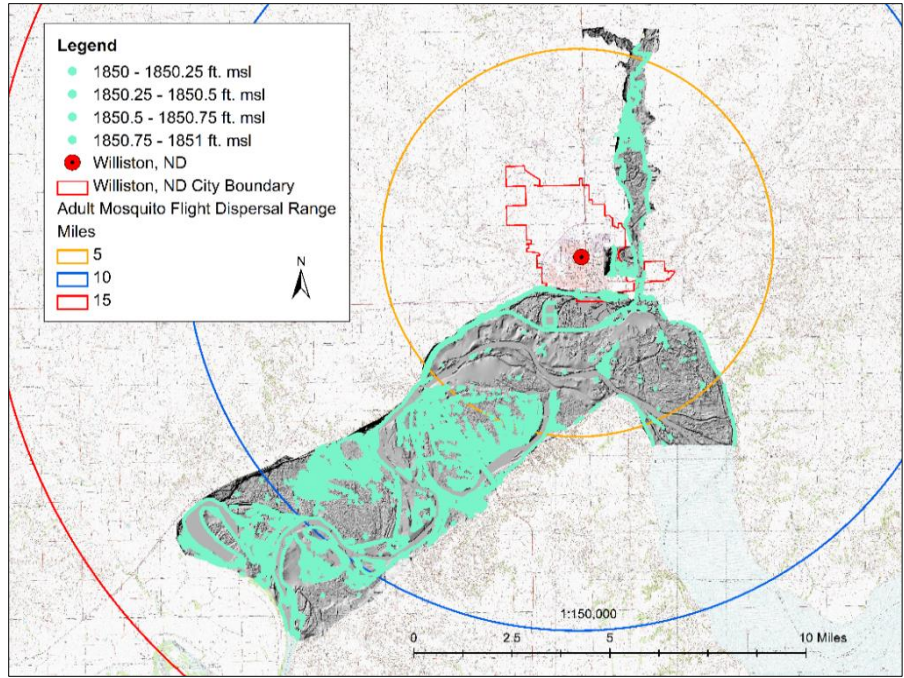 Legend
1850 - 1850.25 ft. msl
1850.25 - 1850.5 ft. msl
1850.5 - 1850.75 ft. msl
1850.75 - 1851 ft. msl
Williston, ND
Williston, ND City Boundary
Adult Mosquito Flight Dispersal Range
Miles
5
10
15
N
1:150,000
0 2.5 5 10 Miles